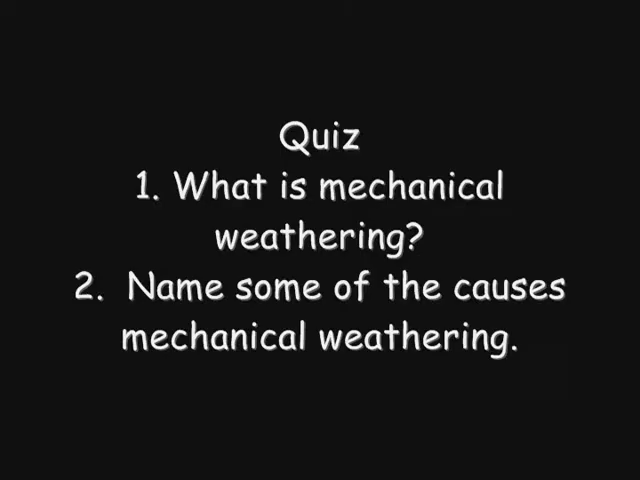 Quiz
1. What is mechanical
weathering?
2. Name some of the causes
mechanical weathering.